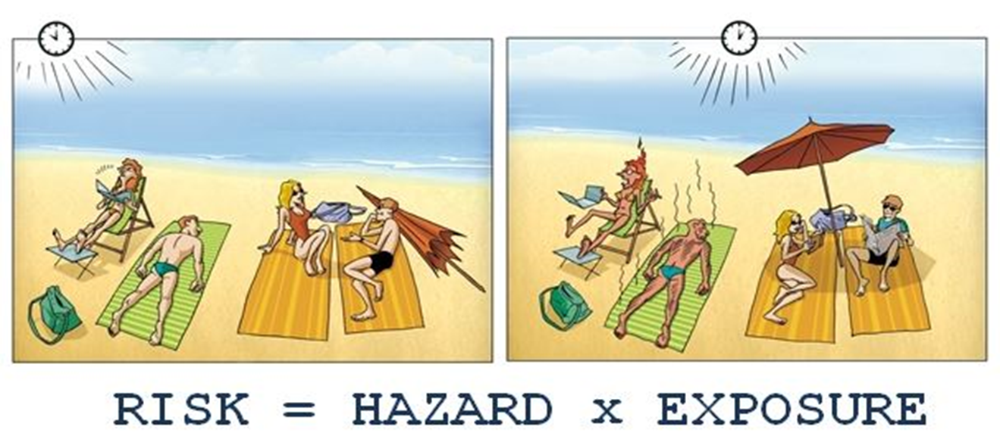 RISK = HAZARD x EXPOSURE